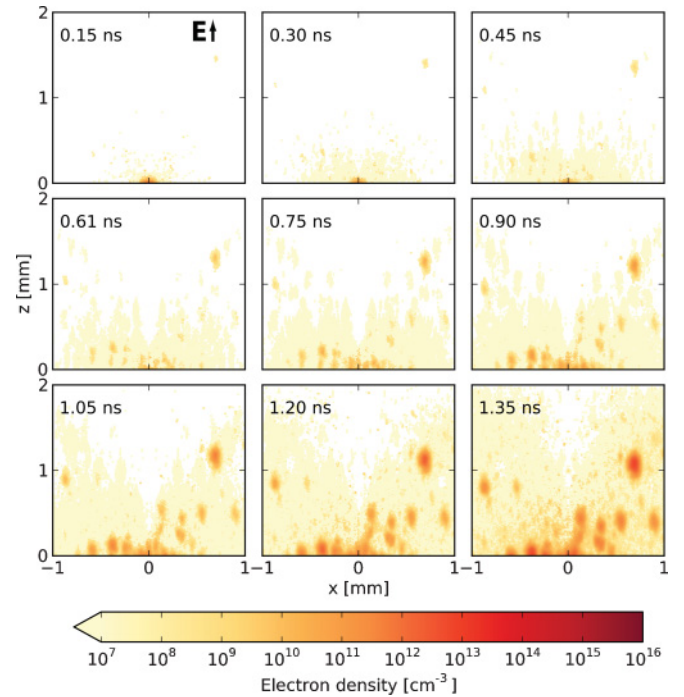 2
0.15 ns
E↑
0.30 ns
0.45 ns
1
0
2
0.61 ns
0.75 ns
0.90 ns
z [mm]
1
0
2
1.05 ns
1.20 ns
1.35 ns
1
0
−1 0 1−1 0 1−1 0 1
x [mm]
10⁷ 10⁸ 10⁹ 10¹⁰ 10¹¹ 10¹² 10¹³ 10¹⁴ 10¹⁵ 10¹⁶
Electron density [cm⁻³]